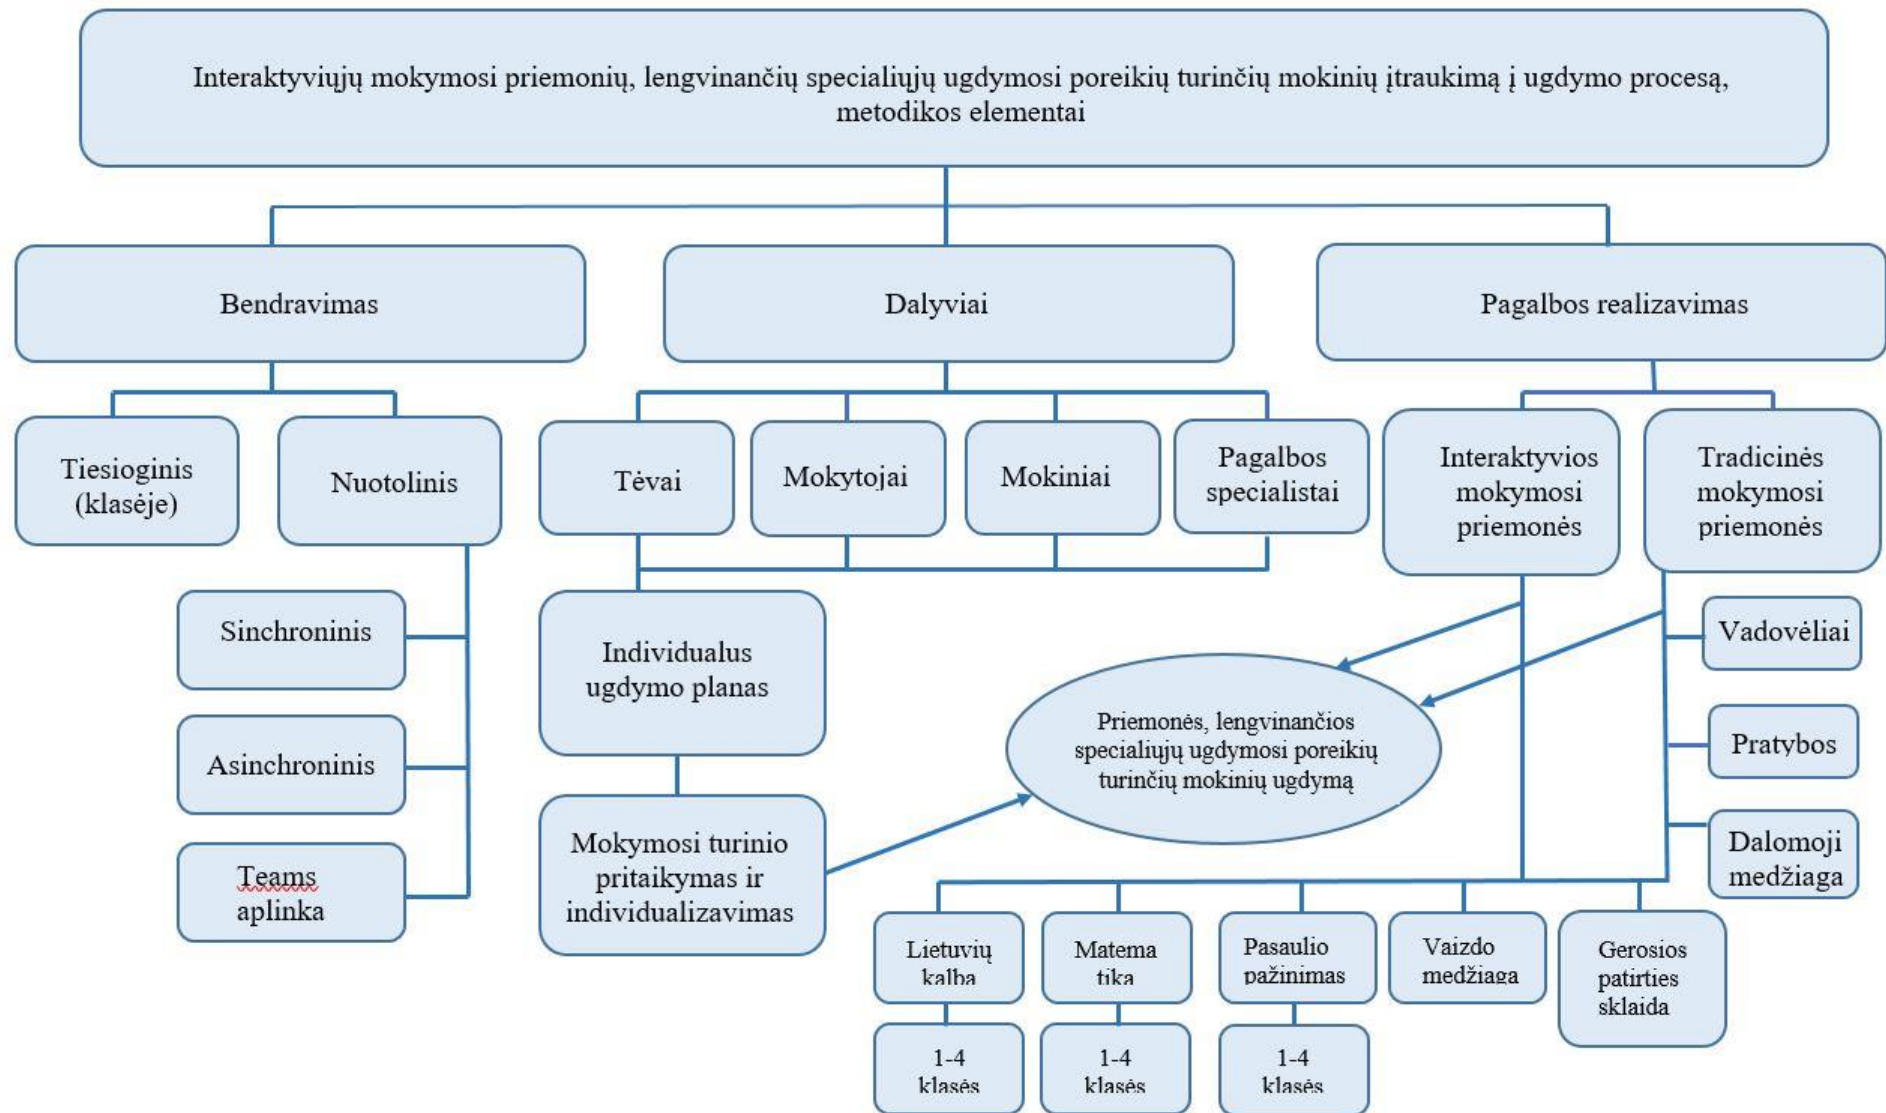 Interaktyviųjų mokymosi priemonių, lengvinančių specialiųjų ugdymosi poreikių turinčių mokinių įtraukimą į ugdymo procesą,
metodikos elementai
Bendravimas
Dalyviai
Pagalbos realizavimas
Tiesioginis
(klasėje)
Nuotolinis
Tėvai
Mokytojai
Mokiniai
Pagalbos
specialistai
Interaktyvios
mokymosi
priemonės
Tradicinės
mokymosi
priemonės
Sinchroninis
Asinchroninis
Teams
aplinka
Individualus
ugdymo planas
Mokymosi turinio
pritaikymas ir
individualizavimas
Priemonės, lengvinančios
specialiųjų ugdymosi poreikių
turinčių mokinių ugdymą
Vadovėliai
Pratybos
Dalomoji
medžiaga
Lietuvių
kalba
Matema
tika
Pasaulio
pažinimas
Vaizdo
medžiaga
Gerosios
patirties
sklaida
1-4
klasės
1-4
klasės
1-4
klasės